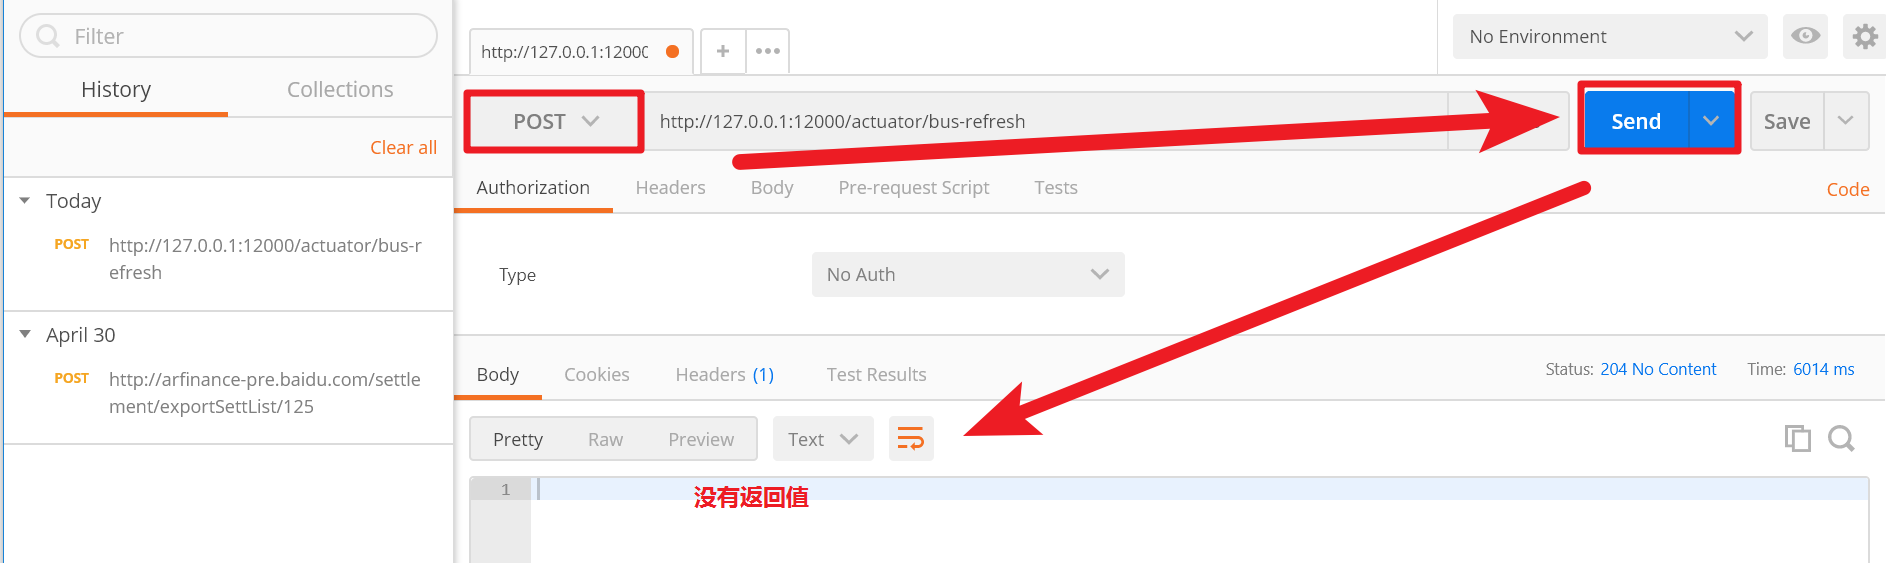 Filter
History
Collections
Clear all
Today
POST http://127.0.0.1:12000/actuator/bus-r
efresh
April 30
POST http://arfinance-pre.baidu.com/settle
ment/exportSettList/125
http://127.0.0.1:1200
No Environment
POST
http://127.0.0.1:12000/actuator/bus-refresh
Send
Save
Authorization
Headers
Body
Pre-request Script
Tests
Code
Type
No Auth
Body
Cookies
Headers (1)
Test Results
Status: 204 No Content
Time: 6014 ms
Pretty
Raw
Preview
Text
1
没有返回值